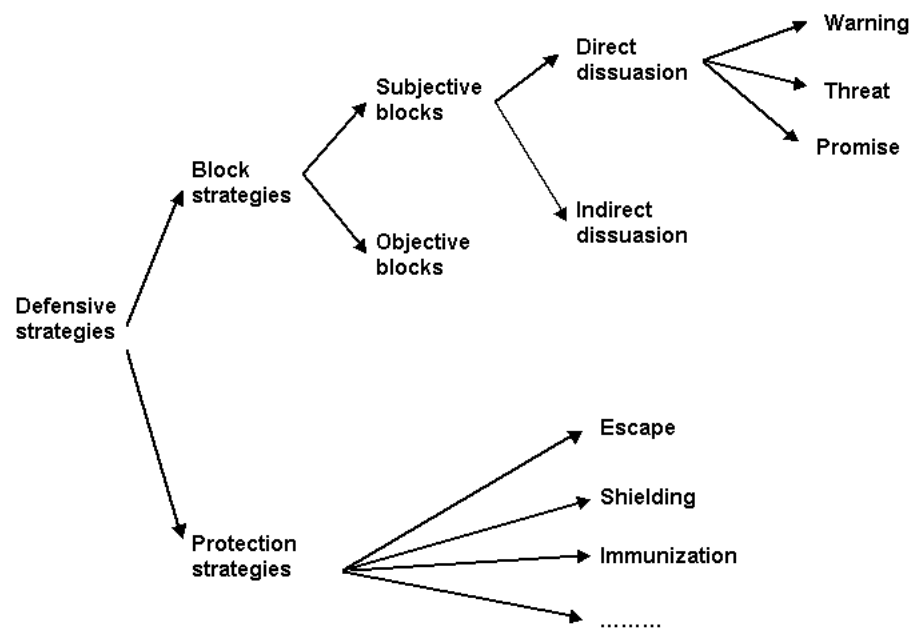 Warning
Direct
dissuasion
Subjective
blocks
Threat
Promise
Block
strategies
Indirect
dissuasion
Objective
blocks
Defensive
strategies
Escape
Shielding
Protection
strategies
Immunization
.........